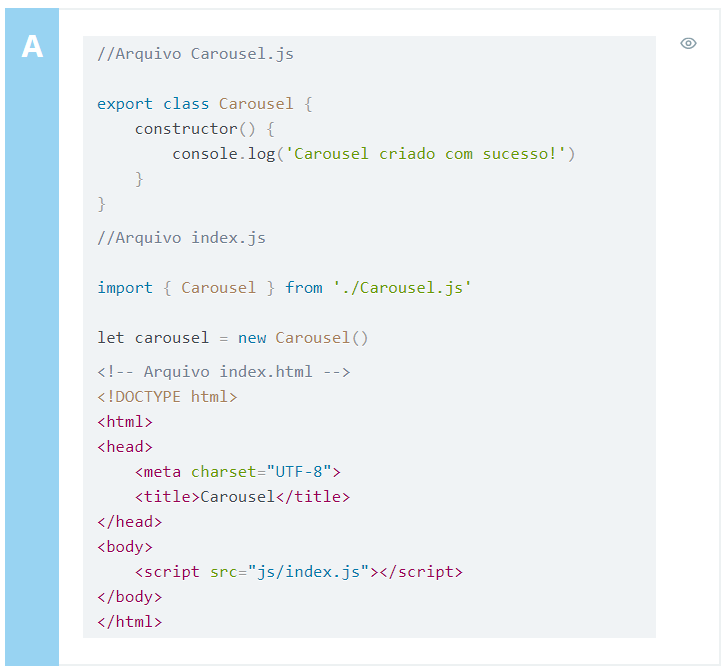 A
//Arquivo Carousel.js
export class Carousel {
    constructor() {
        console.log('Carousel criado com sucesso!')
    }
}
//Arquivo index.js
import { Carousel } from './Carousel.js'
let carousel = new Carousel()
<!-- Arquivo index.html -->
<!DOCTYPE html>
<html>
<head>
    <meta charset="UTF-8">
    <title>Carousel</title>
</head>
<body>
    <script src="js/index.js"></script>
</body>
</html>